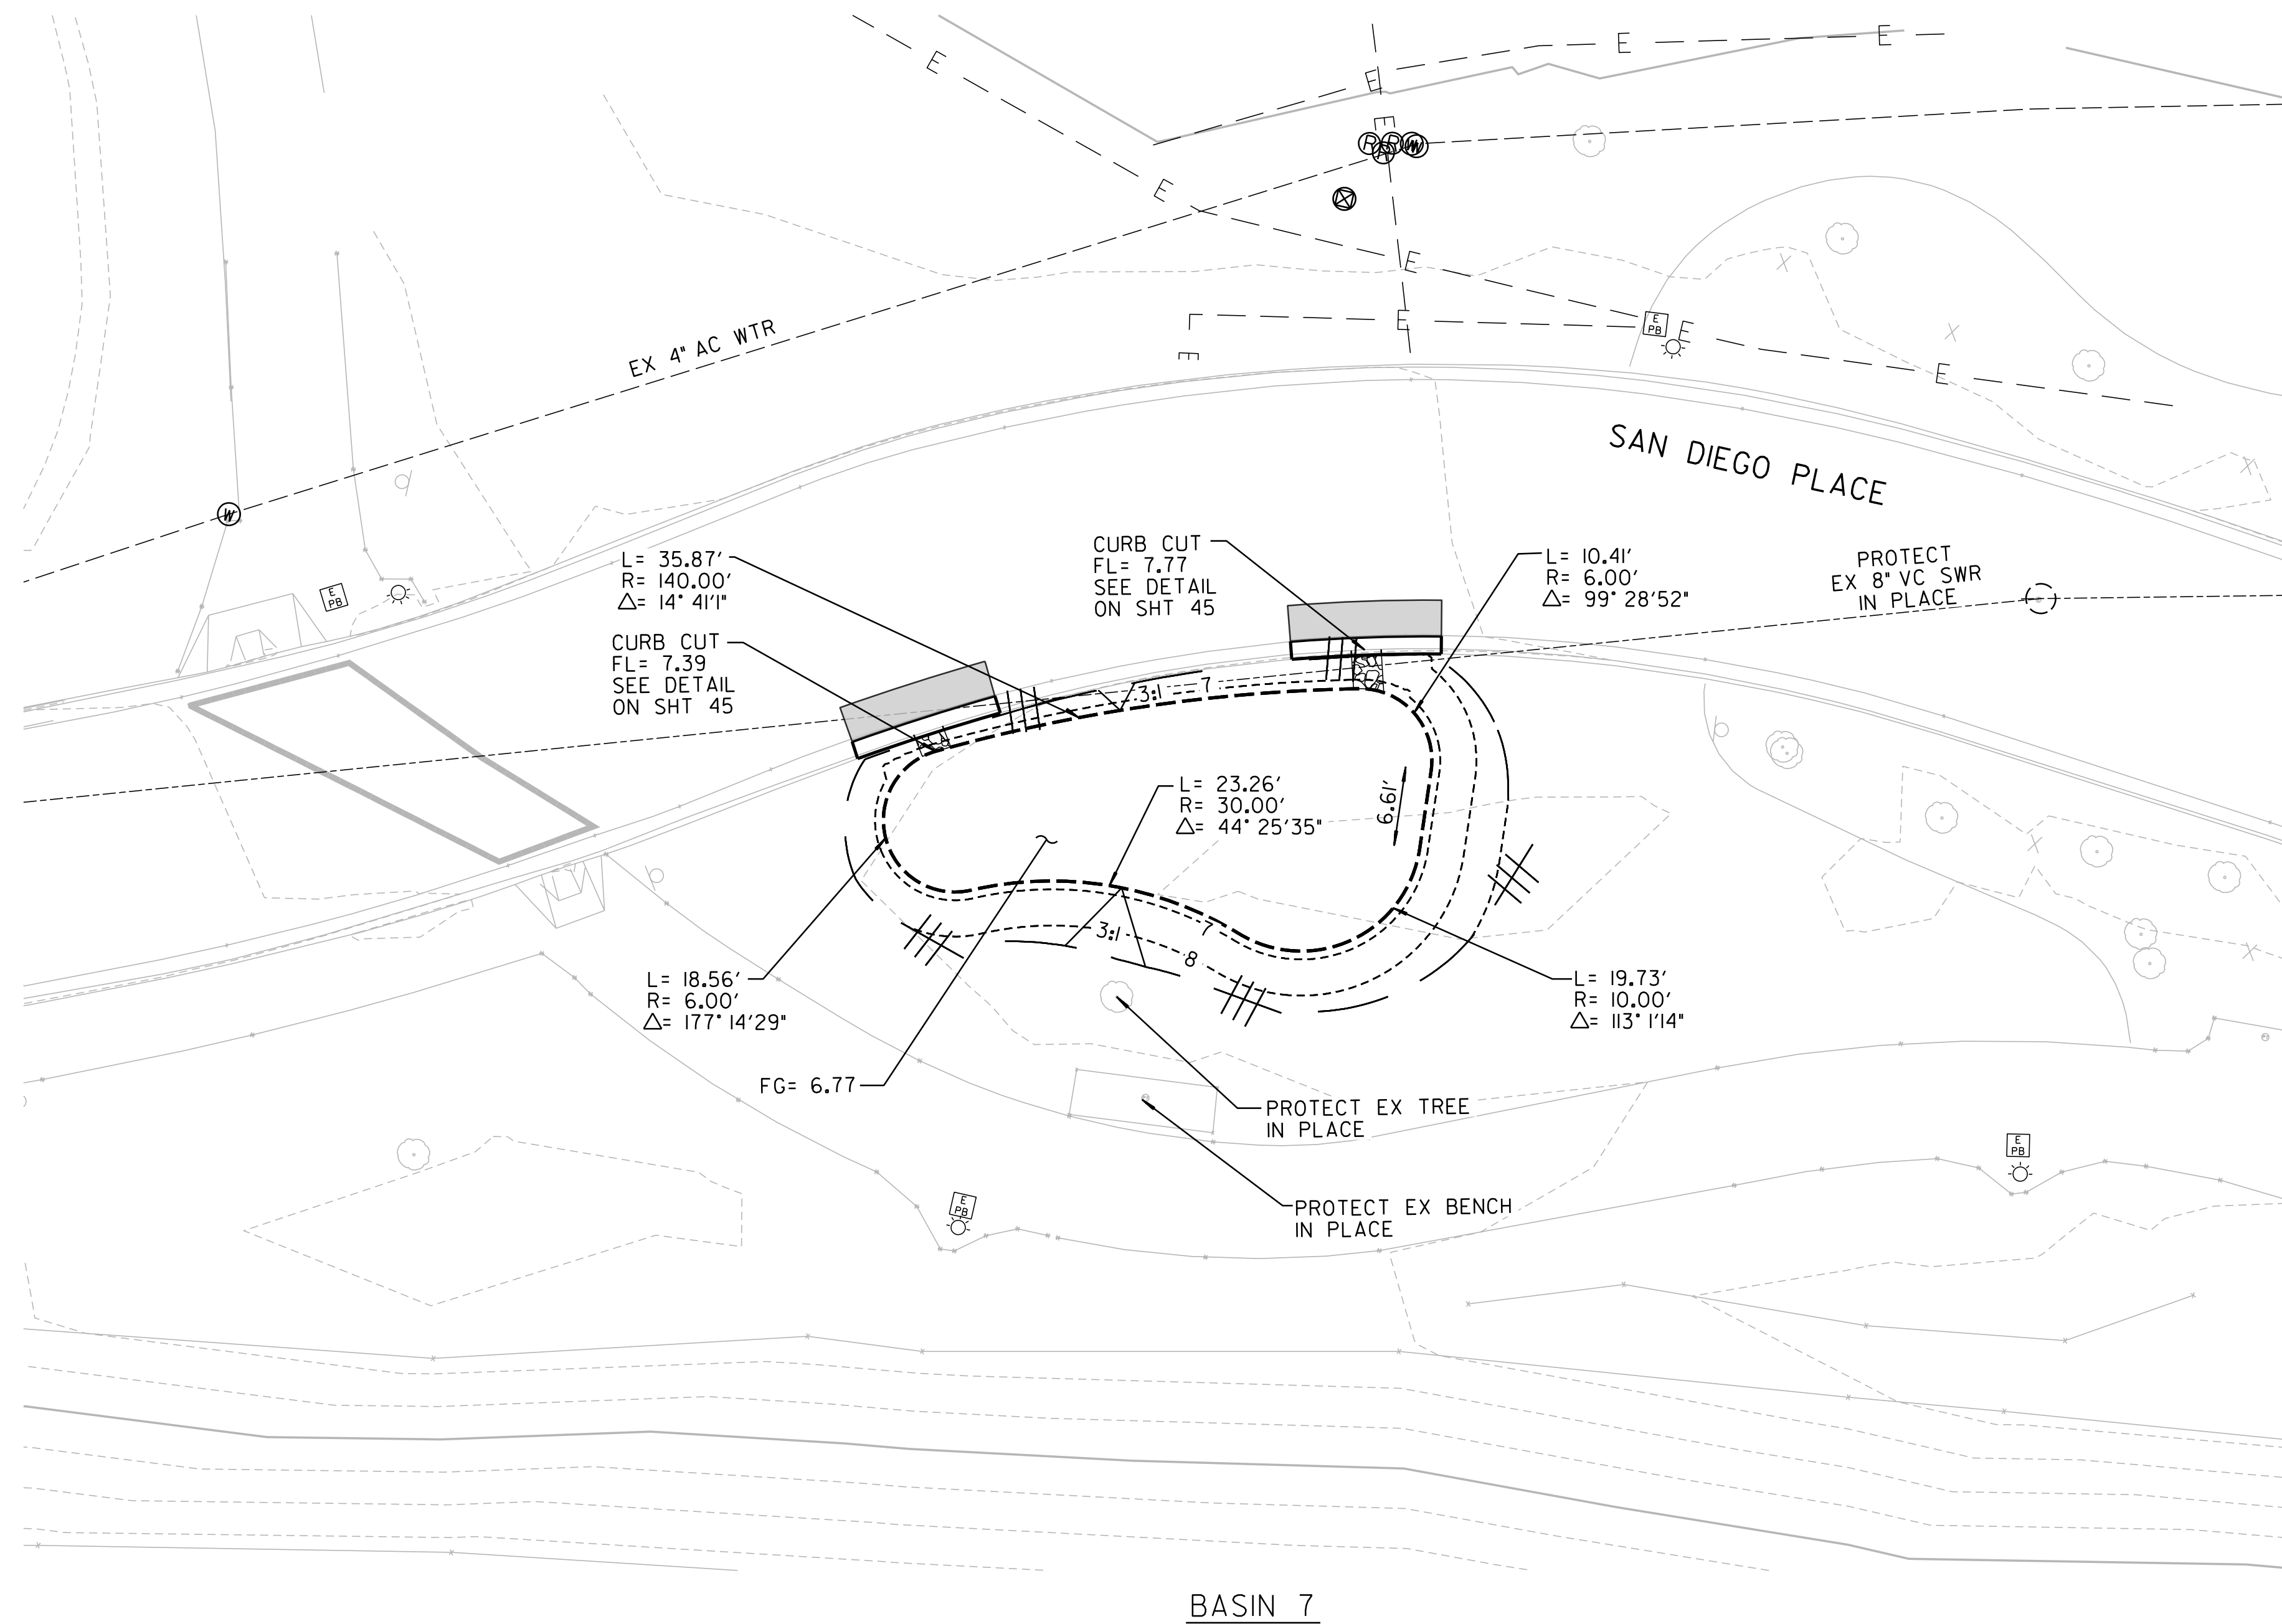 E
E
E
E
E
E
R
R
R
W
W
E
E
E
PB
E
E
E
EX 4" AC WTR
SAN DIEGO PLACE
W
L= 35.87'
R= 140.00'
Δ= 14° 41'1"
CURB CUT
FL= 7.77
SEE DETAIL
ON SHT 45
L= 10.41'
R= 6.00'
Δ= 99° 28'52"
PROTECT
EX 8" VC SWR
IN PLACE
E
PB
CURB CUT
FL= 7.39
SEE DETAIL
ON SHT 45
3:1
7
L= 23.26'
R= 30.00'
Δ= 44° 25'35"
6.61'
3:1
7
8
L= 18.56'
R= 6.00'
Δ= 177° 14'29"
L= 19.73'
R= 10.00'
Δ= 113° 1'14"
FG= 6.77
PROTECT EX TREE
IN PLACE
E
PB
E
PB
PROTECT EX BENCH
IN PLACE
BASIN 7